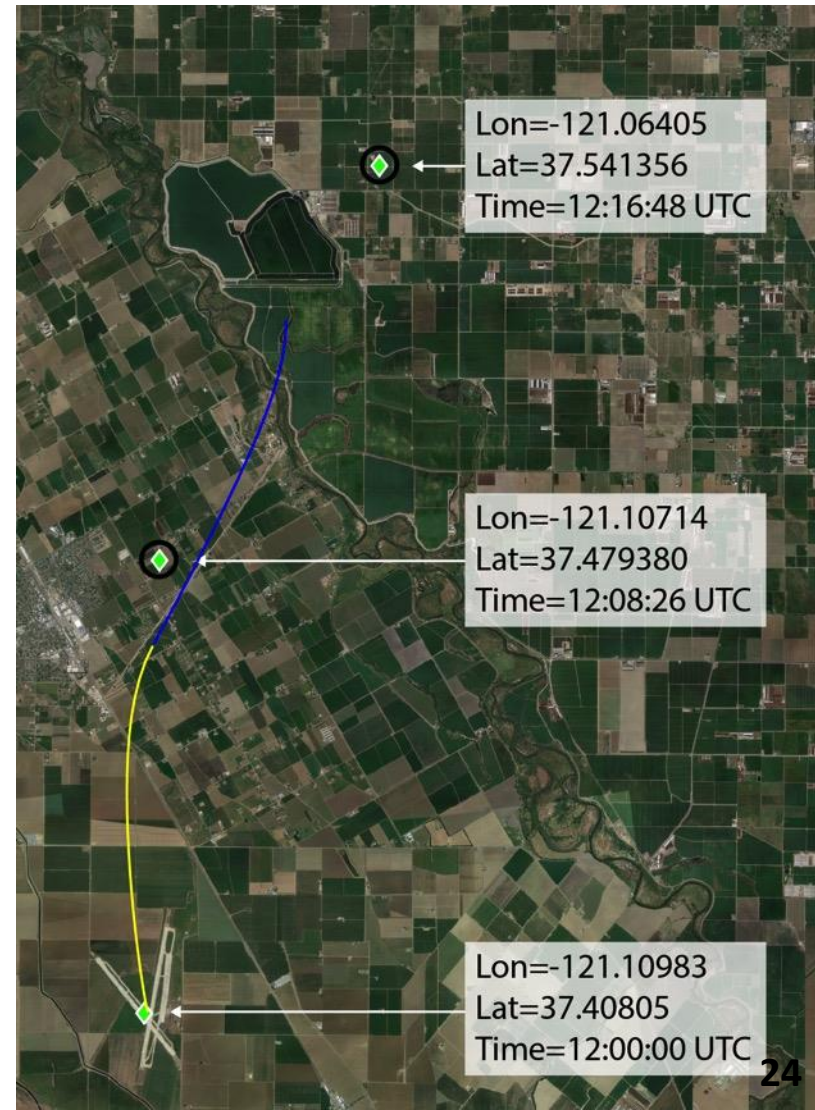 Lon=-121.06405
Lat=37.541356
Time=12:16:48 UTC
Lon=-121.10714
Lat=37.479380
Time=12:08:26 UTC
Lon=-121.10983
Lat=37.40805
Time=12:00:00 UTC
24